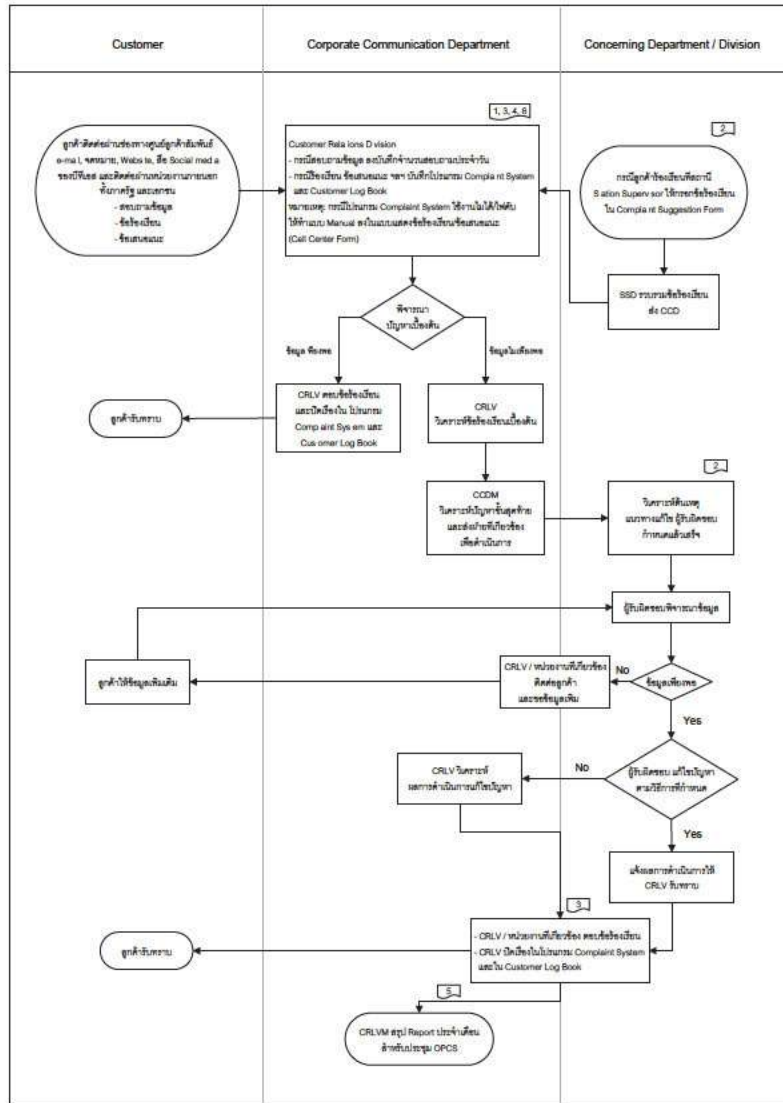 Customer
Corporate Communication Department
Concerning Department / Division
1, 3, 4, 8
2
ลูกค้าติดต่อผ่านช่องทางศูนย์ลูกค้าสัมพันธ์
e-ma l, จดหมาย, Webs te, สื่อ Social med a
ของบีทีเอส และติดต่อผ่านหน่วยงานภายนอก
ทั้งภาครัฐ และเอกชน
- สอบถามข้อมูล
- ข้อร้องเรียน
- ข้อเสนอแนะ
Customer Rela ions D vision
- กรณีสอบถามข้อมูล ลงบันทึกจำนวนสอบถามประจำวัน
- กรณีร้องเรียน ข้อเสนอแนะ ฯลฯ บันทึกโปรแกรม Compla nt System
และ Customer Log Book
หมายเหตุ: กรณีโปรแกรม Complaint System ใช้งานไม่ได้/ไฟดับ
ให้ทำแบบ Manual ลงในแบบแสดงข้อร้องเรียน/ข้อเสนอแนะ
(Call Center Form)
กรณีลูกค้าร้องเรียนที่สถานี
S ation Superv sor ให้กรอกข้อร้องเรียน
ใน Compla nt Suggestion Form
SSD รวบรวมข้อร้องเรียน
ส่ง CCD
พิจารณา
ปัญหาเบื้องต้น
ข้อมูล พียงพอ
ข้อมูลไม่เพียงพอ
ลูกค้ารับทราบ
CRLV ตอบข้อร้องเรียน
และปิดเรื่องใน โปรแกรม
Comp aint Sys em และ
Cus omer Log Book
CRLV
วิเคราะห์ข้อร้องเรียนเบื้องต้น
CCDM
วิเคราะห์ปัญหาขั้นสุดท้าย
และส่งฝ่ายที่เกี่ยวข้อง
เพื่อดำเนินการ
2
วิเคราะห์ต้นเหตุ
แนวทางแก้ไข ผู้รับผิดชอบ
กำหนดแล้วเสร็จ
ผู้รับผิดชอบพิจารณาข้อมูล
ข้อมูลเพียงพอ
No
CRLV / หน่วยงานที่เกี่ยวข้อง
ติดต่อลูกค้า
และขอข้อมูลเพิ่ม
ลูกค้าให้ข้อมูลเพิ่มเติม
Yes
ผู้รับผิดชอบ แก้ไขปัญหา
ตามวิธีการที่กำหนด
No
CRLV วิเคราะห์
ผลการดำเนินการแก้ไขปัญหา
Yes
แจ้งผลการดำเนินการให้
CRLV รับทราบ
3
- CRLV / หน่วยงานที่เกี่ยวข้อง ตอบข้อร้องเรียน
- CRLV ปิดเรื่องในโปรแกรม Complaint System
และใน Customer Log Book
ลูกค้ารับทราบ
5
CRLVM สรุป Report ประจำเดือน
สำหรับประชุม OPCS